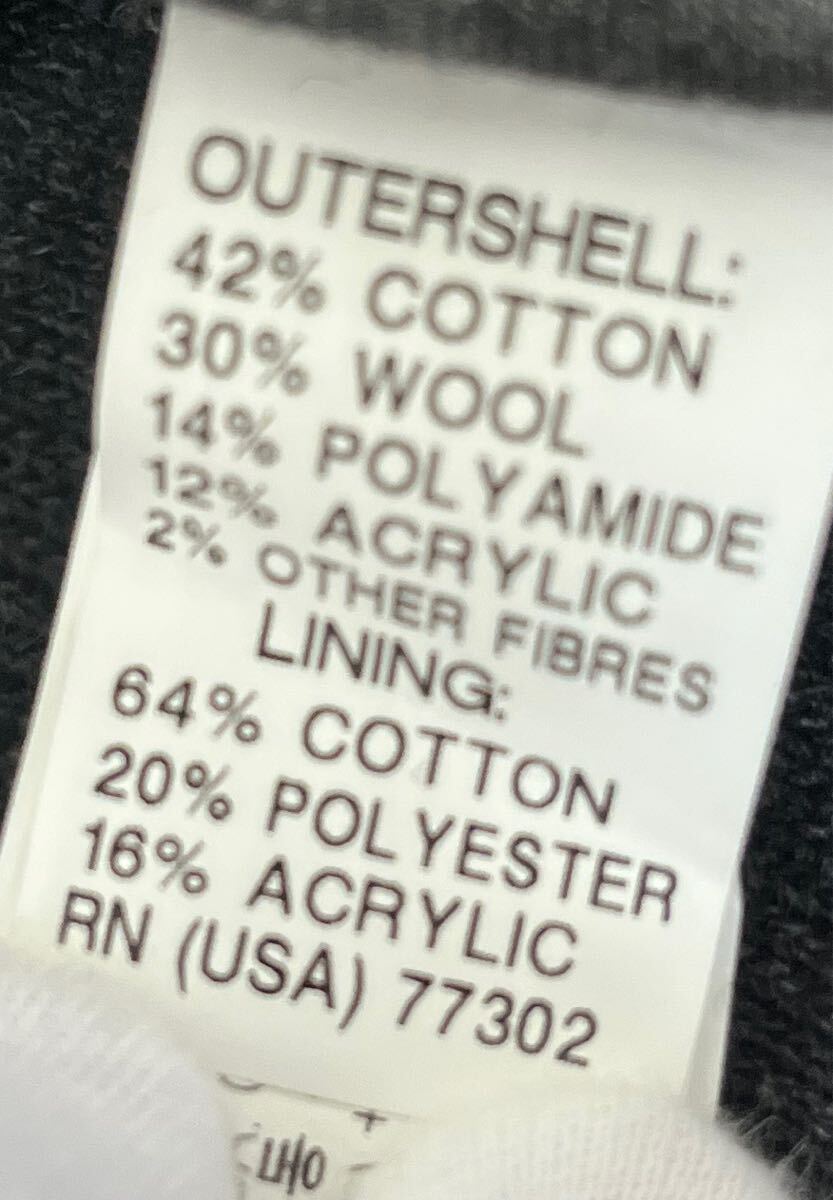 OUTERSHELL:
42% COTTON
30% WOOL
14% POLYAMIDE
12% ACRYLIC
2% OTHER FIBRES
LINING:
64% COTTON
20% POLYESTER
16% ACRYLIC
RN (USA) 77302